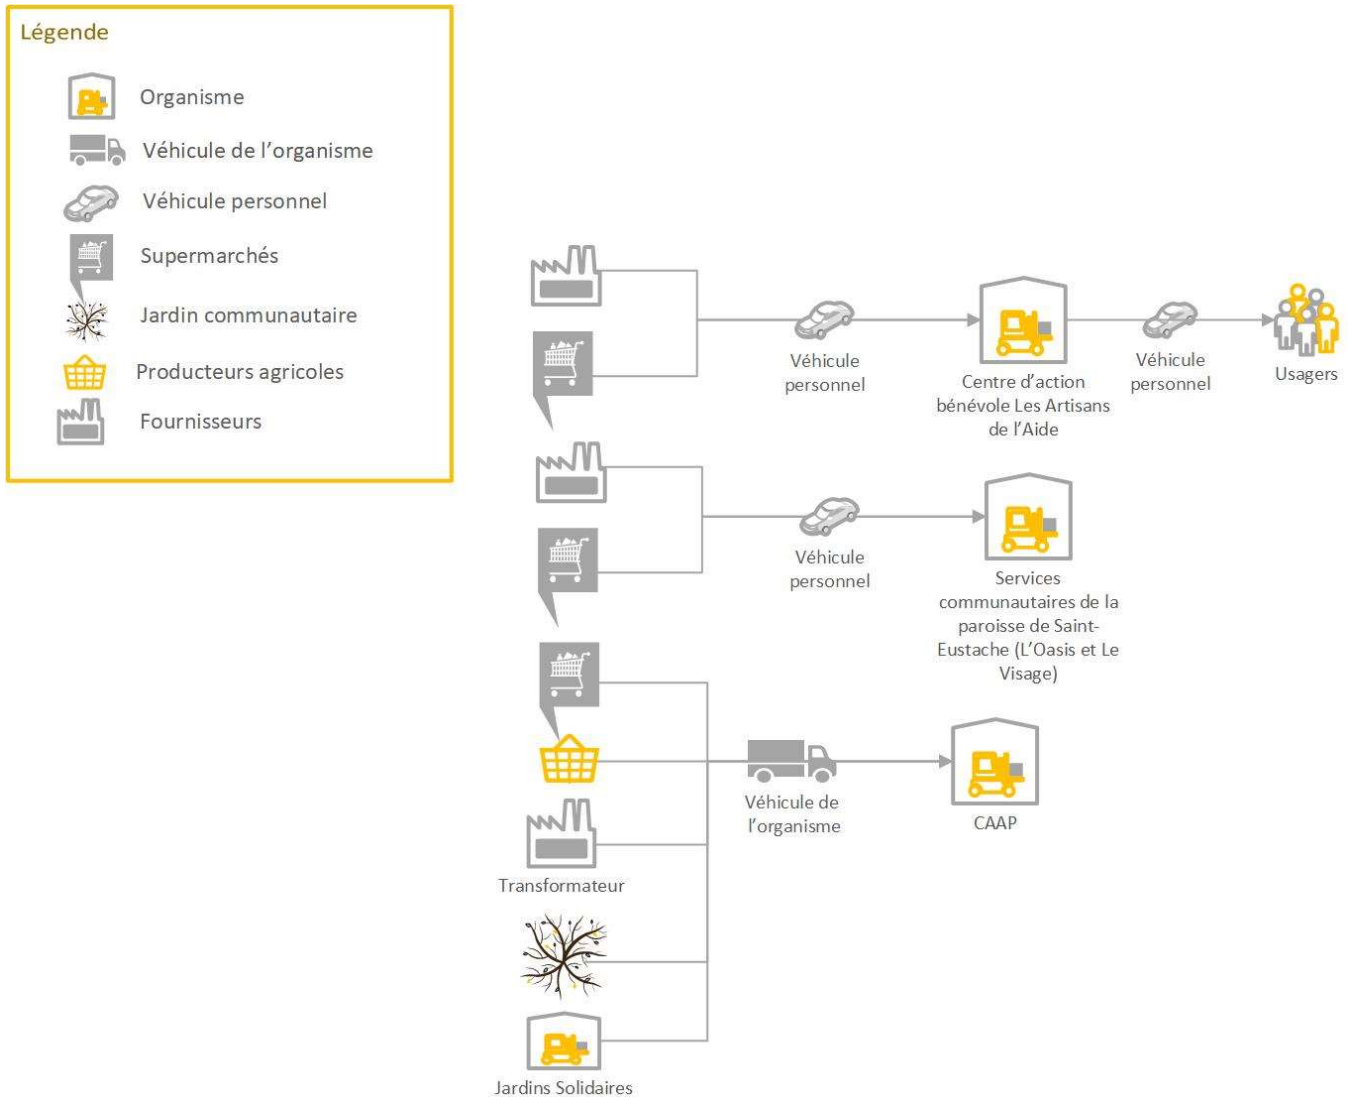 Légende
Organisme
Véhicule de l'organisme
Véhicule personnel
Supermarchés
Jardin communautaire
Producteurs agricoles
Fournisseurs
Véhicule
personnel
Centre d'action
bénévole Les Artisans
de l'Aide
Véhicule
personnel
Usagers
Véhicule
personnel
Services
communautaires de la
paroisse de Saint-
Eustache (L'Oasis et Le
Visage)
Véhicule de
l'organisme
CAAP
Transformateur
Jardins Solidaires